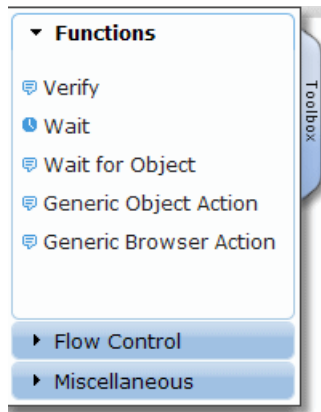 Functions
Verify
Wait
Wait for Object
Generic Object Action
Generic Browser Action
Flow Control
Miscellaneous
Toolbox